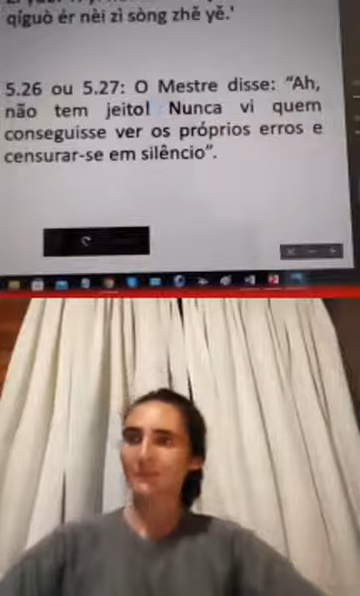 qíguò ér nèi zì sòng zhě yě.'
5.26 ou 5.27: O Mestre disse: “Ah,
não tem jeito! Nunca vi quem
conseguisse ver os próprios erros e
censurar-se em silêncio”.